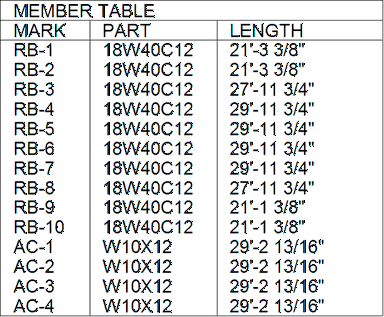 MEMBER TABLE
MARK PART LENGTH
RB-1 18W40C12 21'-3 3/8"
RB-2 18W40C12 21'-3 3/8"
RB-3 18W40C12 27'-11 3/4"
RB-4 18W40C12 29'-11 3/4"
RB-5 18W40C12 29'-11 3/4"
RB-6 18W40C12 29'-11 3/4"
RB-7 18W40C12 29'-11 3/4"
RB-8 18W40C12 27'-11 3/4"
RB-9 18W40C12 21'-1 3/8"
RB-10 18W40C12 21'-1 3/8"
AC-1 W10X12 29'-2 13/16"
AC-2 W10X12 29'-2 13/16"
AC-3 W10X12 29'-2 13/16"
AC-4 W10X12 29'-2 13/16"